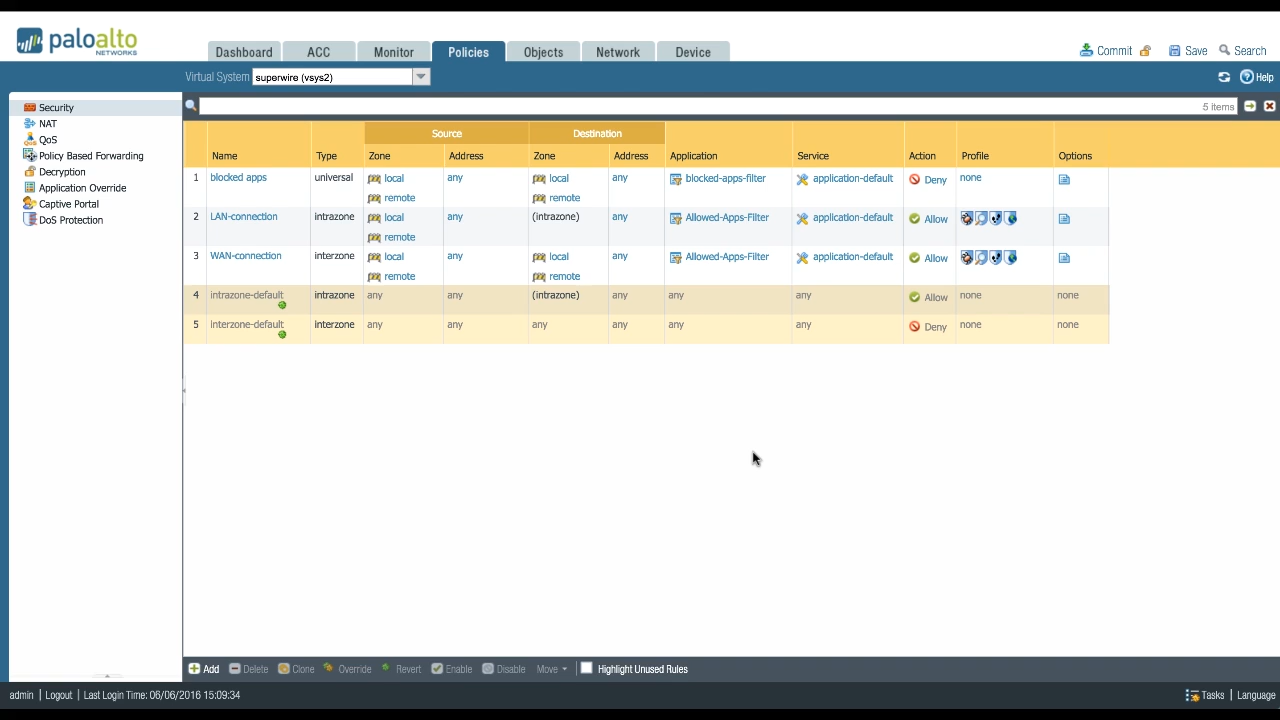 paloalto
NETWORKS
Dashboard ACC Monitor Policies Objects Network Device
Commit Save Search
Virtual System superwire (vsys2)
Help
Security
NAT
QoS
Policy Based Forwarding
Decryption
Application Override
Captive Portal
DoS Protection
5 items
Source Destination
Name Type Zone Address Zone Address Application Service Action Profile Options
1 blocked apps universal local any local any blocked-apps-filter application-default Deny none
remote remote
2 LAN-connection intrazone local any (intrazone) any Allowed-Apps-Filter application-default Allow
remote
3 WAN-connection interzone local any local any Allowed-Apps-Filter application-default Allow
remote remote
4 intrazone-default intrazone any any (intrazone) any any any Allow none none
5 interzone-default interzone any any any any any any Deny none none
Add Delete Clone Override Revert Enable Disable Move Highlight Unused Rules
admin | Logout | Last Login Time: 06/06/2016 15:09:34
Tasks | Language